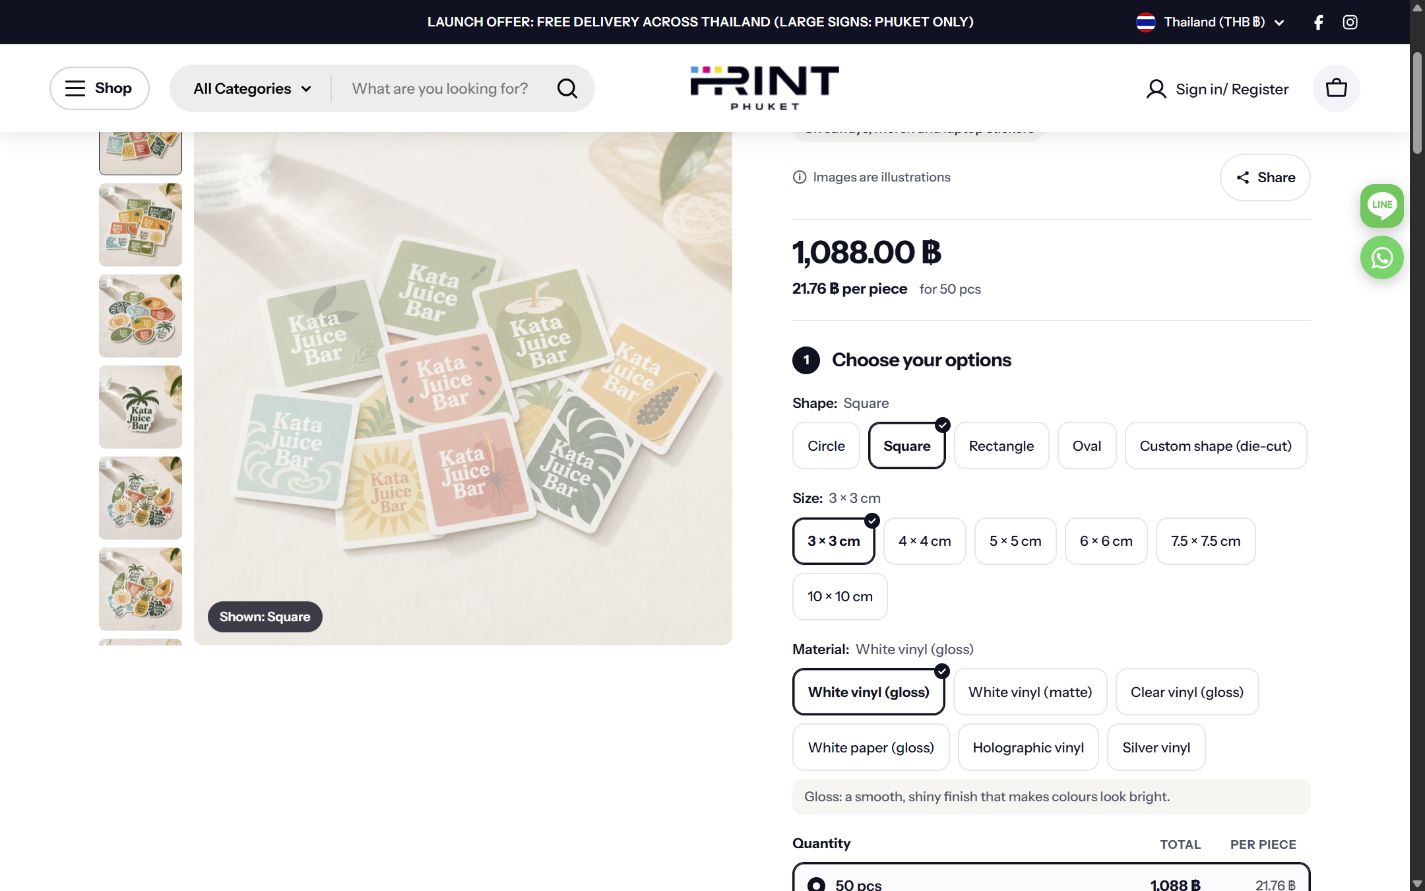 LAUNCH OFFER: FREE DELIVERY ACROSS THAILAND (LARGE SIGNS: PHUKET ONLY)
Thailand (THB ฿)
Shop
All Categories
What are you looking for?
PRINT
PHUKET
Sign in/ Register
Images are illustrations
Share
LINE
1,088.00 ฿
21.76 ฿ per piece for 50 pcs
1 Choose your options
Shape: Square
Circle
Square
Rectangle
Oval
Custom shape (die-cut)
Size: 3 × 3 cm
3 × 3 cm
4 × 4 cm
5 × 5 cm
6 × 6 cm
7.5 × 7.5 cm
10 × 10 cm
Material: White vinyl (gloss)
White vinyl (gloss)
White vinyl (matte)
Clear vinyl (gloss)
White paper (gloss)
Holographic vinyl
Silver vinyl
Gloss: a smooth, shiny finish that makes colours look bright.
Quantity TOTAL PER PIECE
50 pcs 1,088 ฿ 21.76 ฿
Kata
Juice
Bar
Kata
Juice
Bar
Kata
Juice
Bar
Kata
Juice
Bar
Kata
Juice
Bar
Kata
Juice
Bar
Kata
Juice
Bar
Kata
Juice
Bar
Kata
Juice
Bar
Shown: Square
Kata
Juice
Bar